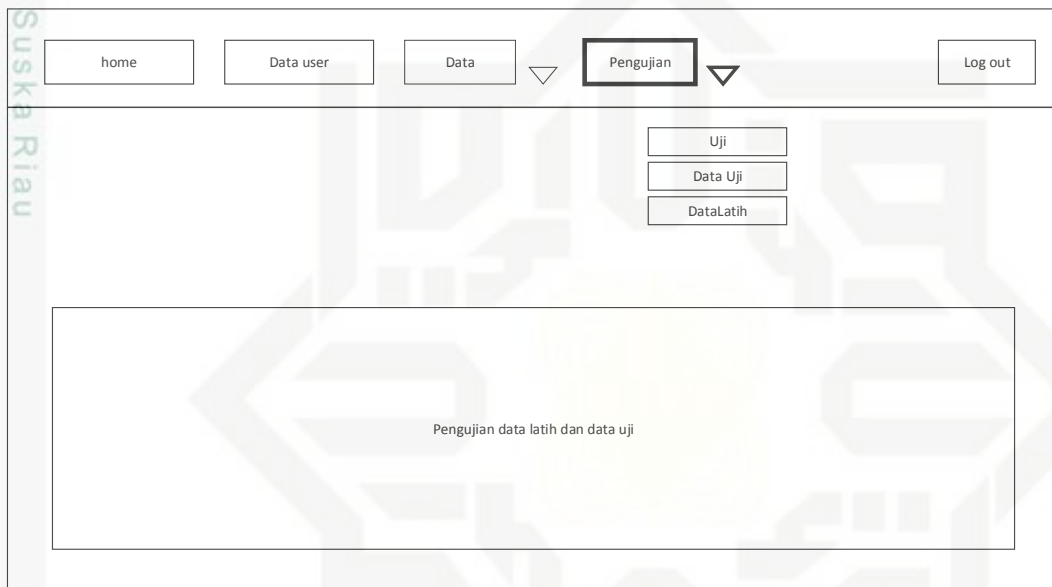 Suska Riau
home
Data user
Data
Pengujian
Log out
Uji
Data Uji
DataLatih
Pengujian data latih dan data uji